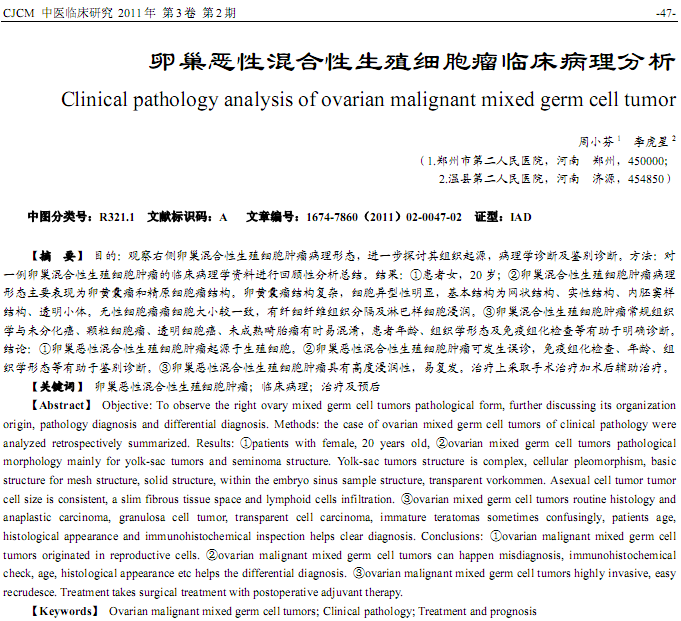 CJCM 中医临床研究 2011 年 第 3 卷 第 2 期 -47-
卵巢恶性混合性生殖细胞瘤临床病理分析
Clinical pathology analysis of ovarian malignant mixed germ cell tumor
周小芬 1 李虎星 2
（1.郑州市第二人民医院，河南 郑州，450000；
2.温县第二人民医院，河南 济源，454850）
中图分类号：R321.1 文献标识码：A 文章编号：1674-7860（2011）02-0047-02 证型：IAD
【摘 要】目的：观察右侧卵巢混合性生殖细胞肿瘤病理形态，进一步探讨其组织起源，病理学诊断及鉴别诊断。方法：对
一例卵巢混合性生殖细胞肿瘤的临床病理学资料进行回顾性分析总结。结果：①患者女，20 岁；②卵巢混合性生殖细胞肿瘤病理
形态主要表现为卵黄囊瘤和精原细胞瘤结构。卵黄囊瘤结构复杂，细胞异型性明显，基本结构为网状结构、实性结构、内胚窦样
结构、透明小体。无性细胞瘤瘤细胞大小较一致，有纤细纤维组织分隔及淋巴样细胞浸润。③卵巢混合性生殖细胞肿瘤常规组织
学与未分化癌、颗粒细胞瘤、透明细胞癌、未成熟畸胎瘤有时易混淆，患者年龄、组织学形态及免疫组化检查等有助于明确诊断。
结论：①卵巢恶性混合性生殖细胞肿瘤起源于生殖细胞。②卵巢恶性混合性生殖细胞肿瘤可发生误诊，免疫组化检查、年龄、组
织学形态等有助于鉴别诊断。③卵巢恶性混合性生殖细胞肿瘤具有高度浸润性，易复发。治疗上采取手术治疗加术后辅助治疗。
【关键词】卵巢恶性混合性生殖细胞肿瘤；临床病理；治疗及预后
【Abstract】Objective: To observe the right ovary mixed germ cell tumors pathological form, further discussing its organization
origin, pathology diagnosis and differential diagnosis. Methods: the case of ovarian mixed germ cell tumors of clinical pathology were
analyzed retrospectively summarized. Results: ①patients with female, 20 years old, ②ovarian mixed germ cell tumors pathological
morphology mainly for yolk-sac tumors and seminoma structure. Yolk-sac tumors structure is complex, cellular pleomorphism, basic
structure for mesh structure, solid structure, within the embryo sinus sample structure, transparent vorkommen. Asexual cell tumor tumor
cell size is consistent, a slim fibrous tissue space and lymphoid cells infiltration. ③ovarian mixed germ cell tumors routine histology and
anaplastic carcinoma, granulosa cell tumor, transparent cell carcinoma, immature teratomas sometimes confusingly, patients age,
histological appearance and immunohistochemical inspection helps clear diagnosis. Conclusions: ①ovarian malignant mixed germ cell
tumors originated in reproductive cells. ②ovarian malignant mixed germ cell tumors can happen misdiagnosis, immunohistochemical
check, age, histological appearance etc helps the differential diagnosis. ③ovarian malignant mixed germ cell tumors highly invasive, easy
recrudesce. Treatment takes surgical treatment with postoperative adjuvant therapy.
【Keywords】Ovarian malignant mixed germ cell tumors; Clinical pathology; Treatment and prognosis